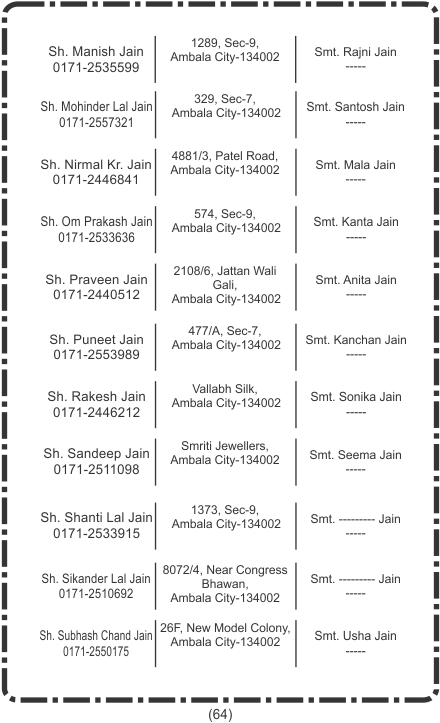 Sh. Manish Jain
0171-2535599
1289, Sec-9,
Ambala City-134002
Smt. Rajni Jain
-----
Sh. Mohinder Lal Jain
0171-2557321
329, Sec-7,
Ambala City-134002
Smt. Santosh Jain
-----
Sh. Nirmal Kr. Jain
0171-2446841
4881/3, Patel Road,
Ambala City-134002
Smt. Mala Jain
-----
Sh. Om Prakash Jain
0171-2533636
574, Sec-9,
Ambala City-134002
Smt. Kanta Jain
-----
Sh. Praveen Jain
0171-2440512
2108/6, Jattan Wali
Gali,
Ambala City-134002
Smt. Anita Jain
-----
Sh. Puneet Jain
0171-2553989
477/A, Sec-7,
Ambala City-134002
Smt. Kanchan Jain
-----
Sh. Rakesh Jain
0171-2446212
Vallabh Silk,
Ambala City-134002
Smt. Sonika Jain
-----
Sh. Sandeep Jain
0171-2511098
Smriti Jewellers,
Ambala City-134002
Smt. Seema Jain
-----
Sh. Shanti Lal Jain
0171-2533915
1373, Sec-9,
Ambala City-134002
Smt. --------- Jain
-----
Sh. Sikander Lal Jain
0171-2510692
8072/4, Near Congress
Bhawan,
Ambala City-134002
Smt. --------- Jain
-----
Sh. Subhash Chand Jain
0171-2550175
26F, New Model Colony,
Ambala City-134002
Smt. Usha Jain
-----
(64)